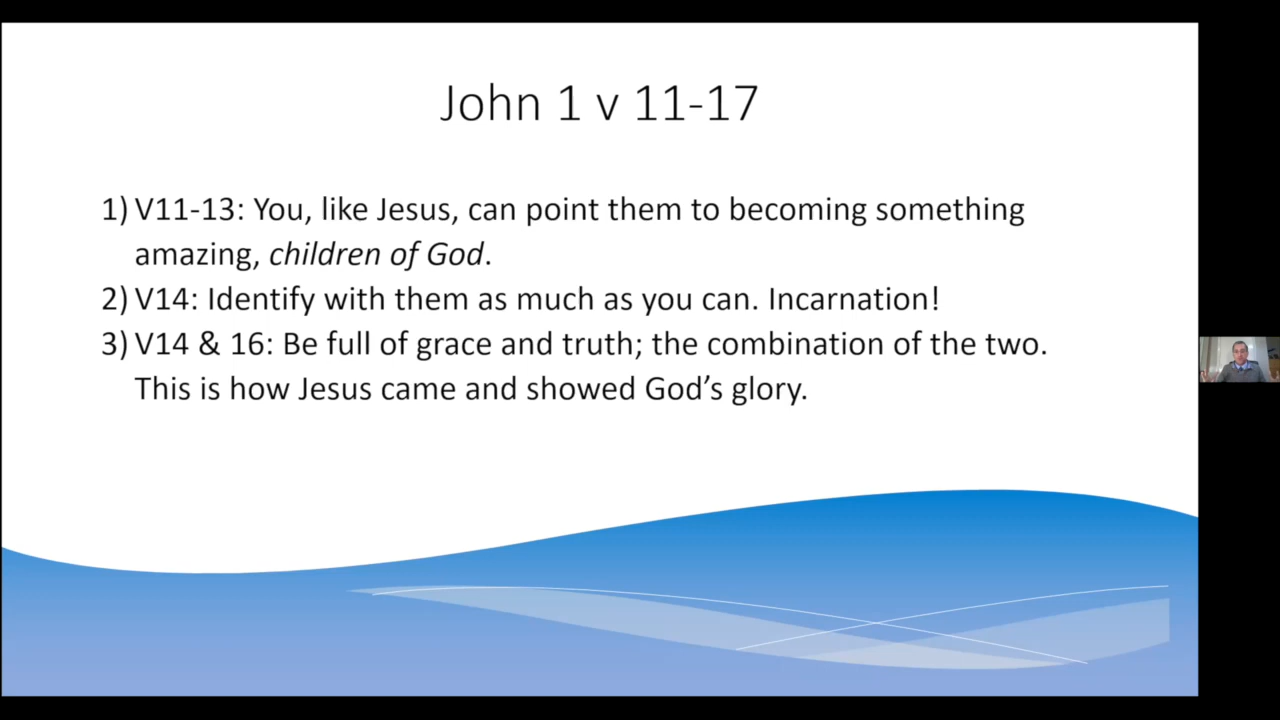 John 1 v 11-17
1) V11-13: You, like Jesus, can point them to becoming something
amazing, children of God.
2) V14: Identify with them as much as you can. Incarnation!
3) V14 & 16: Be full of grace and truth; the combination of the two.
This is how Jesus came and showed God’s glory.